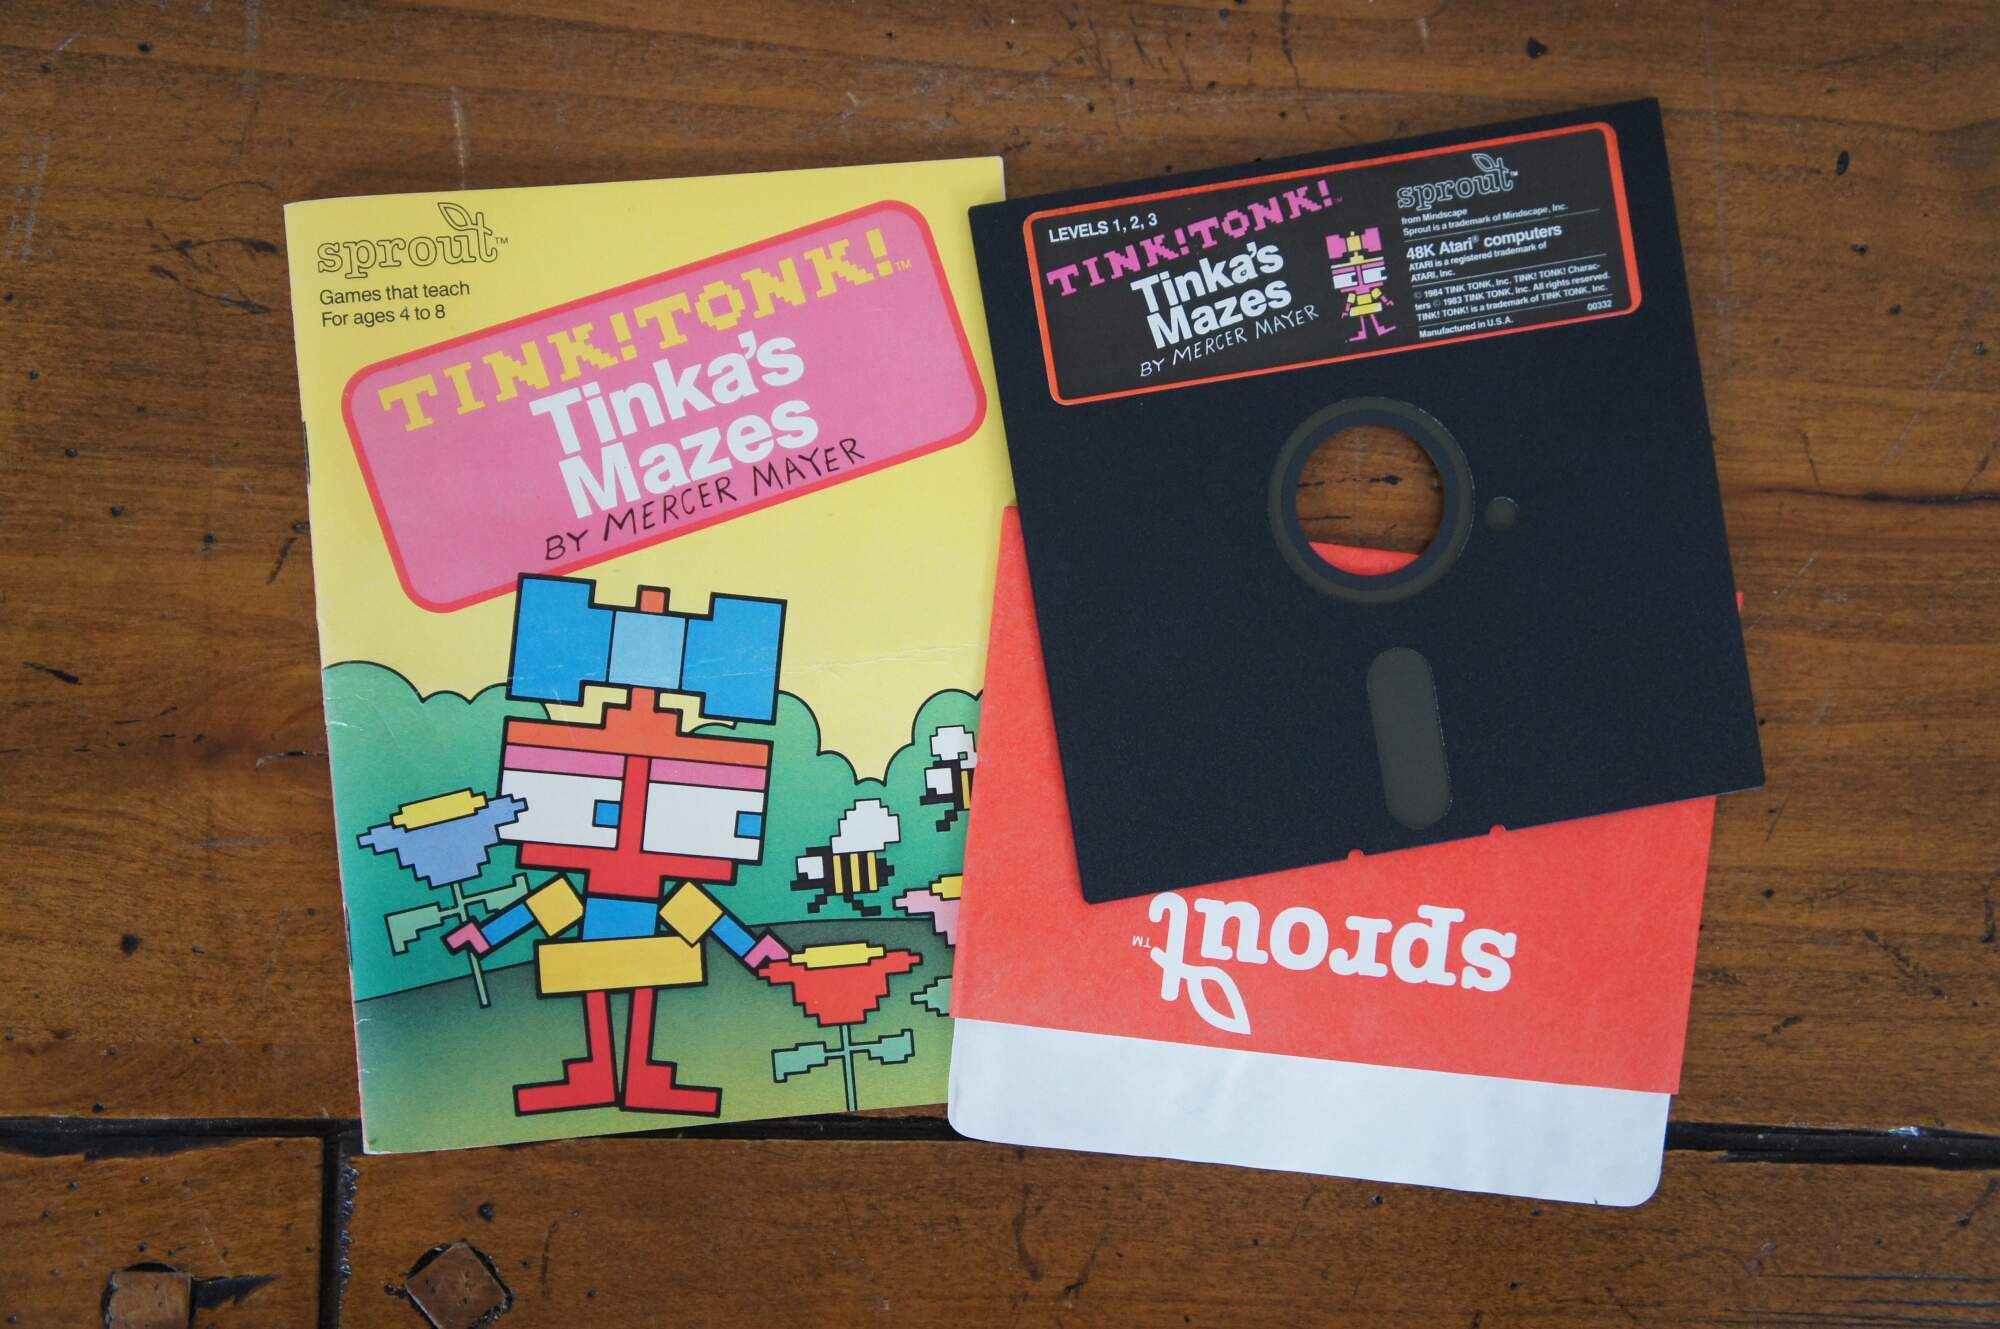 sprout™
Games that teach
For ages 4 to 8
TINK!TONK!™
Tinka's
Mazes
BY MERCER MAYER
LEVELS 1, 2, 3
TINK!TONK!™
Tinka's
Mazes
BY MERCER MAYER
sprout™
from Mindscape
Sprout is a trademark of Mindscape, Inc.
48K Atari® computers
ATARI is a registered trademark of
ATARI, Inc.
© 1984 TINK TONK, Inc. TINK! TONK! Charac-
ters © 1983 TINK TONK, Inc. All rights reserved.
TINK! TONK! is a trademark of TINK TONK, Inc.
Manufactured in U.S.A.
00332
sprout™